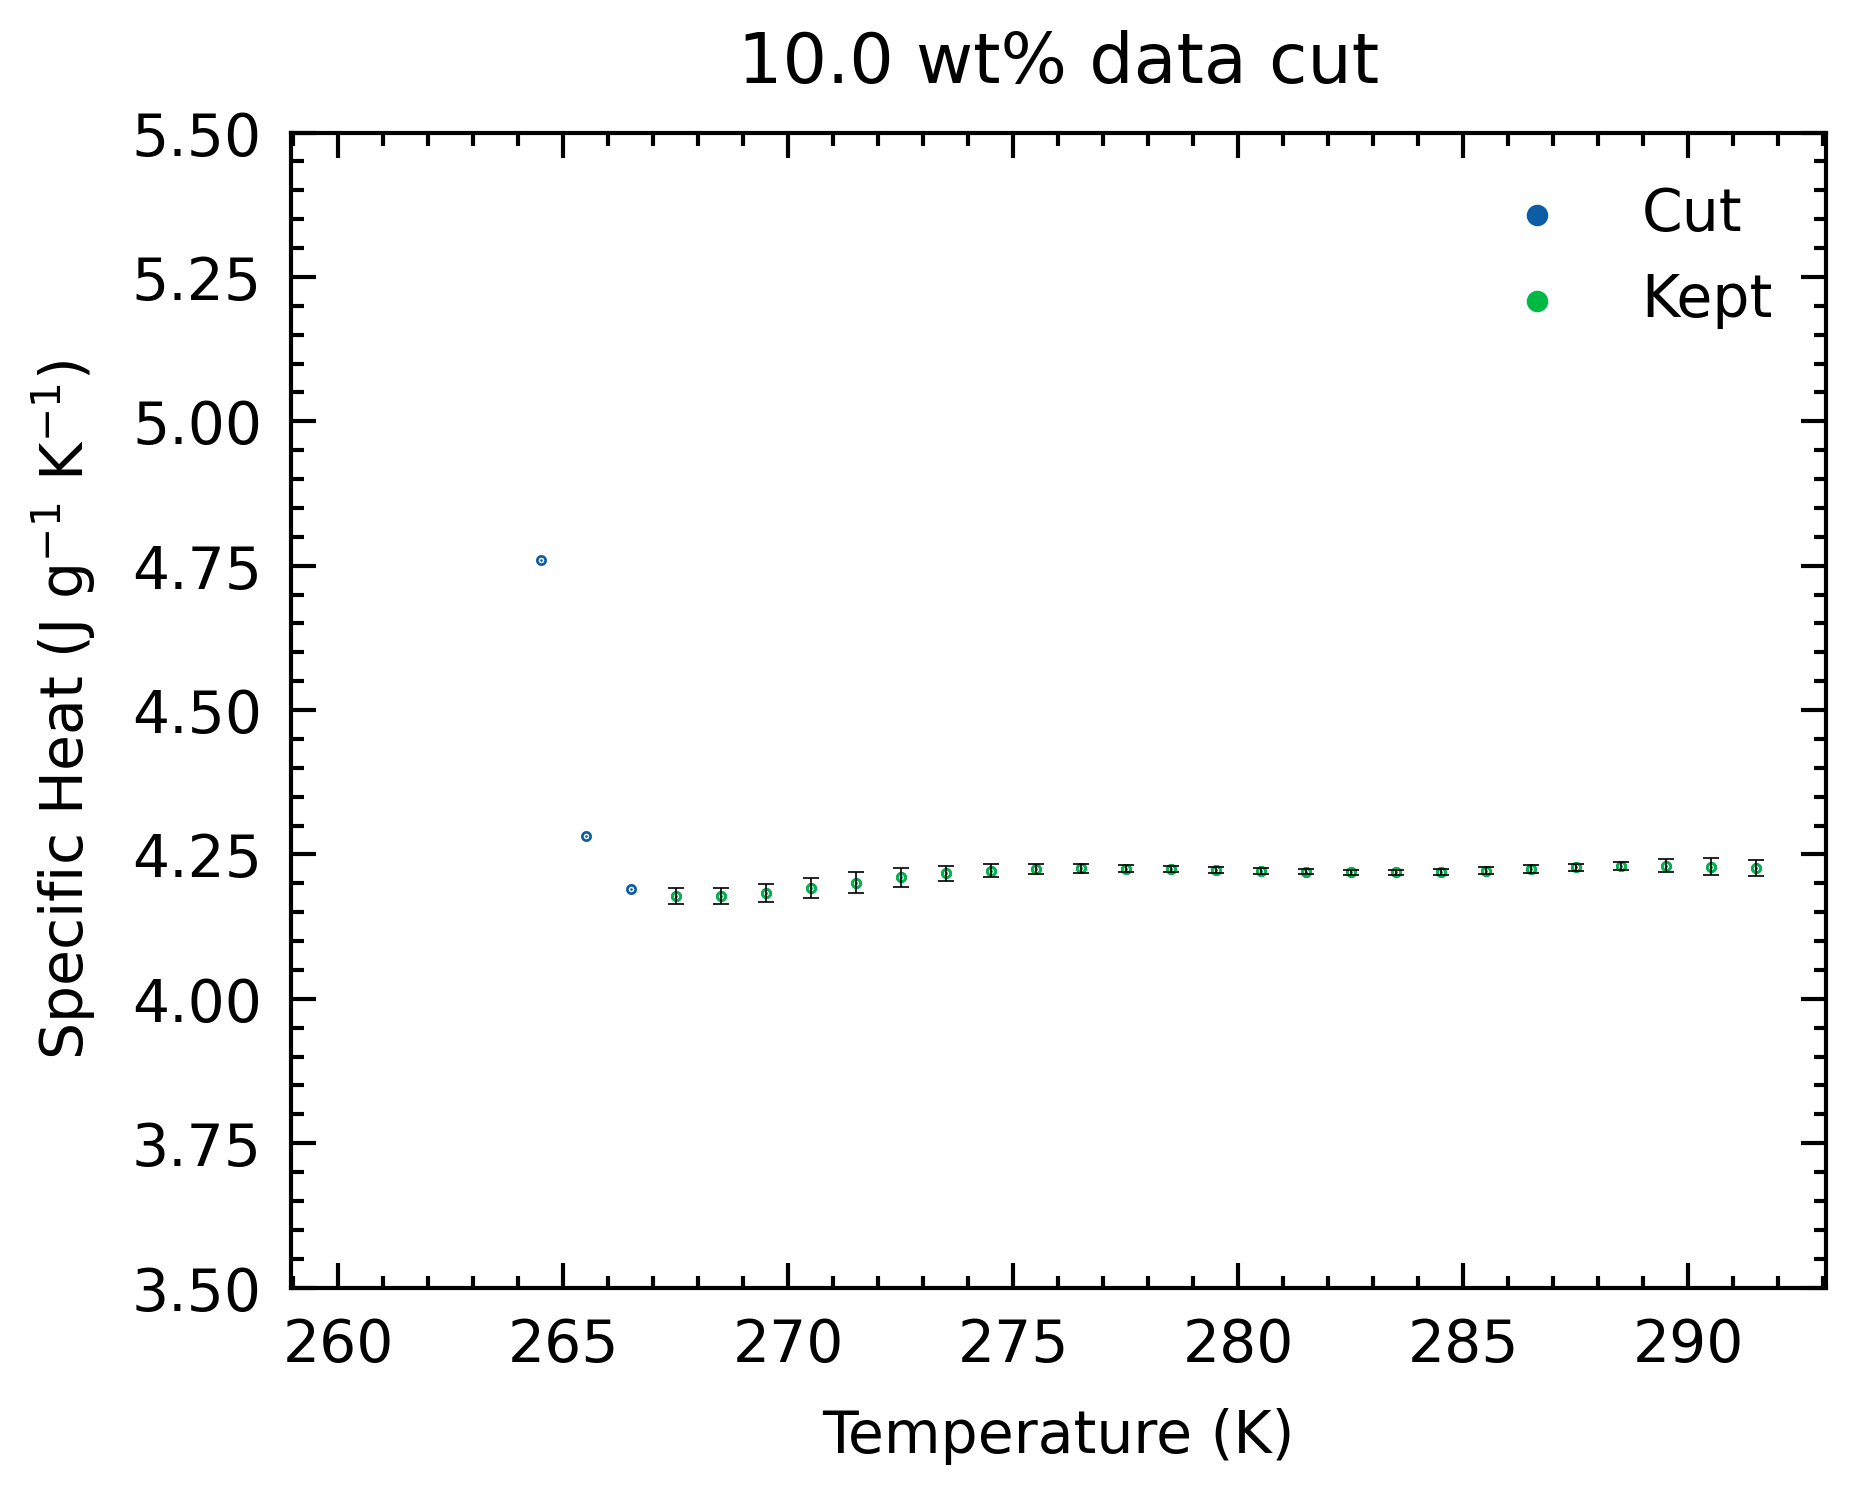 10.0 wt% data cut
5.50
5.25
5.00
4.75
4.50
4.25
4.00
3.75
3.50
Specific Heat (J g⁻¹ K⁻¹)
Cut
Kept
260 265 270 275 280 285 290
Temperature (K)